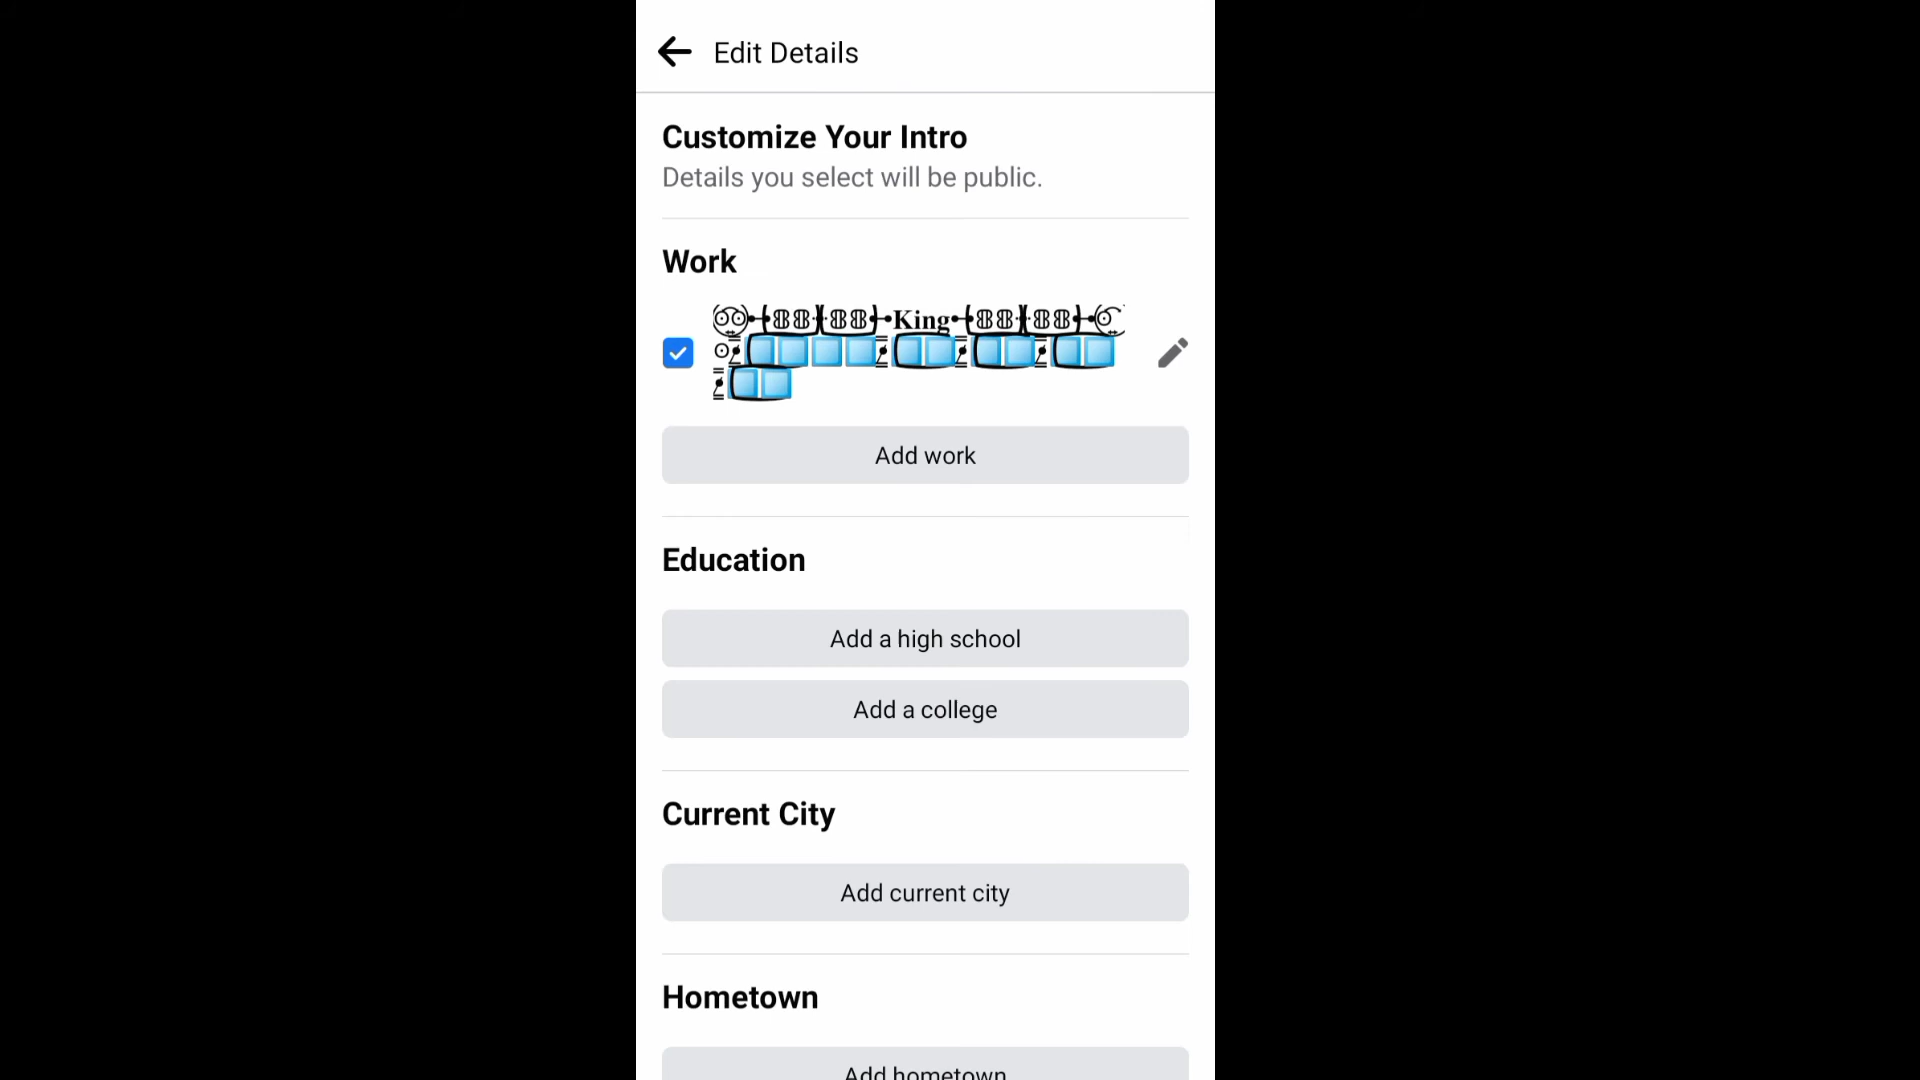 Edit Details
Customize Your Intro
Details you select will be public.
Work
King
Add work
Education
Add a high school
Add a college
Current City
Add current city
Hometown
Add hometown